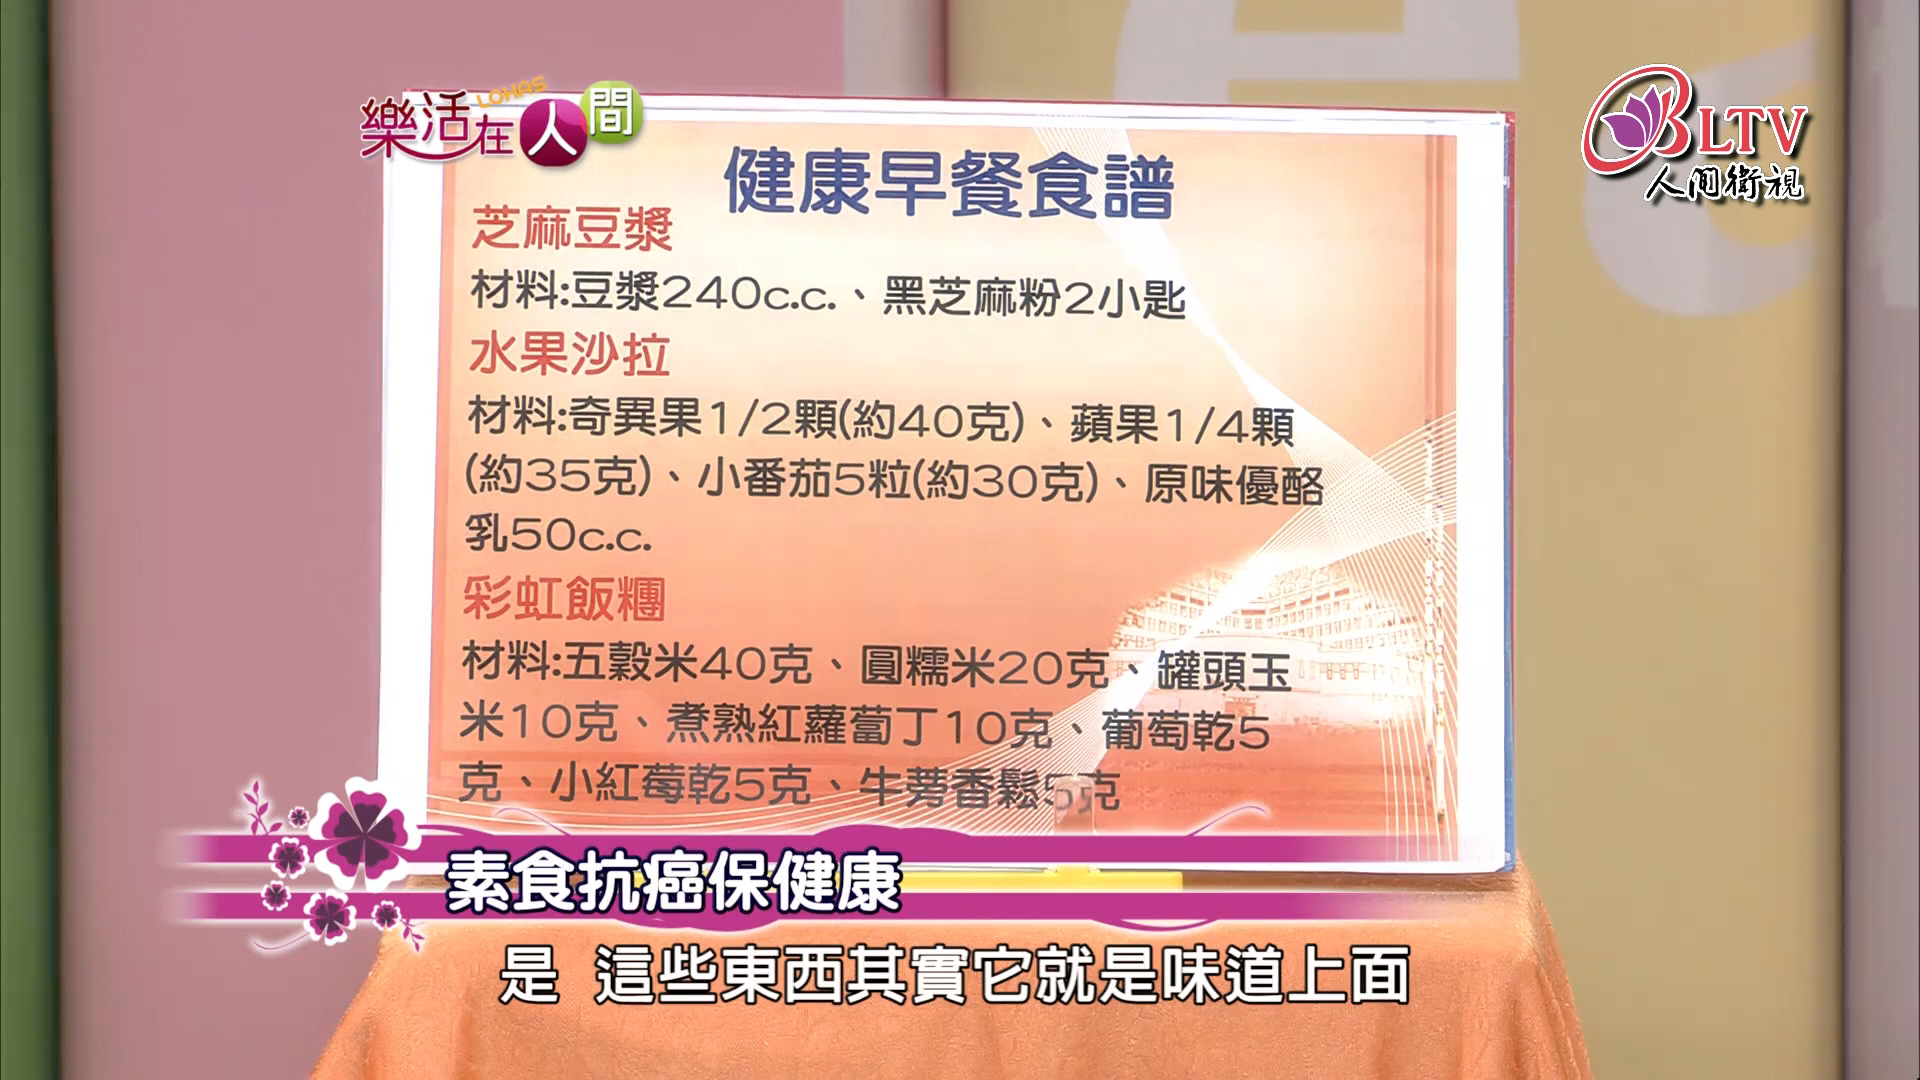 樂活在人間
LOHAS
BLTV
人間衛視
健康早餐食譜
芝麻豆漿
材料:豆漿240c.c.、黑芝麻粉2小匙
水果沙拉
材料:奇異果1/2顆(約40克)、蘋果1/4顆
(約35克)、小番茄5粒(約30克)、原味優酪
乳50c.c.
彩虹飯糰
材料:五穀米40克、圓糯米20克、罐頭玉
米10克、煮熟紅蘿蔔丁10克、葡萄乾5
克、小紅莓乾5克、牛蒡香鬆5克
素食抗癌保健康
是 這些東西其實它就是味道上面